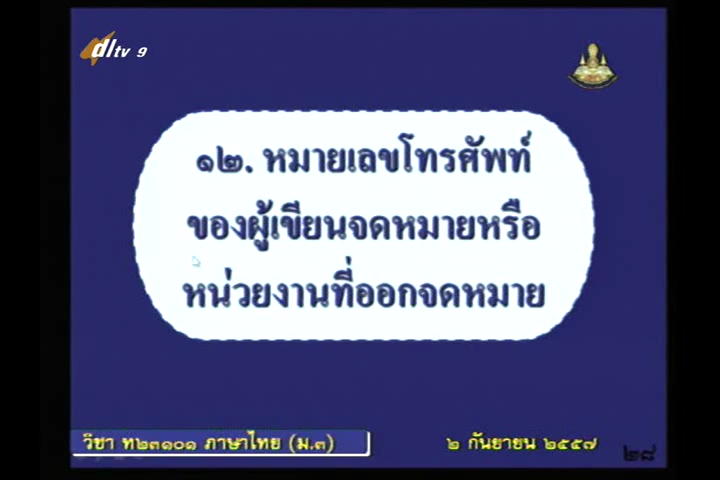 dltv 9
๑๒. หมายเลขโทรศัพท์
ของผู้เขียนจดหมายหรือ
หน่วยงานที่ออกจดหมาย
วิชา ท๒๓๑๐๑ ภาษาไทย (ม.๓)
๒ กันยายน ๒๕๕๗
๒๘